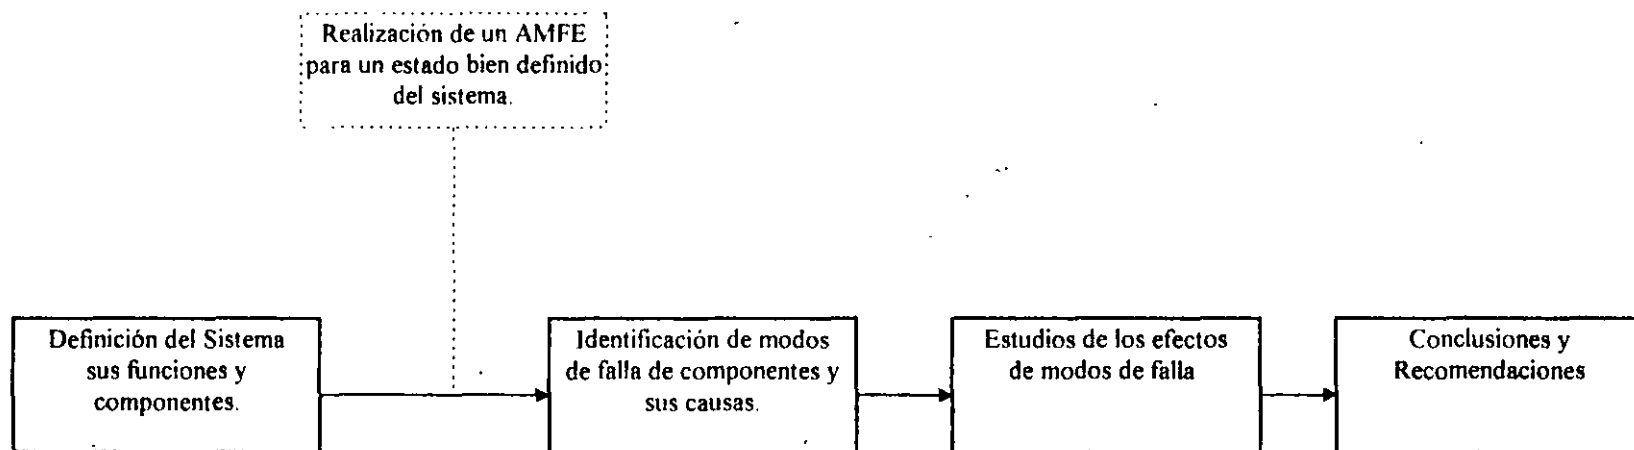 Realización de un AMFE
para un estado bien definido
del sistema.
Definición del Sistema
sus funciones y
componentes.
Identificación de modos
de falla de componentes y
sus causas.
Estudios de los efectos
de modos de falla
Conclusiones y
Recomendaciones